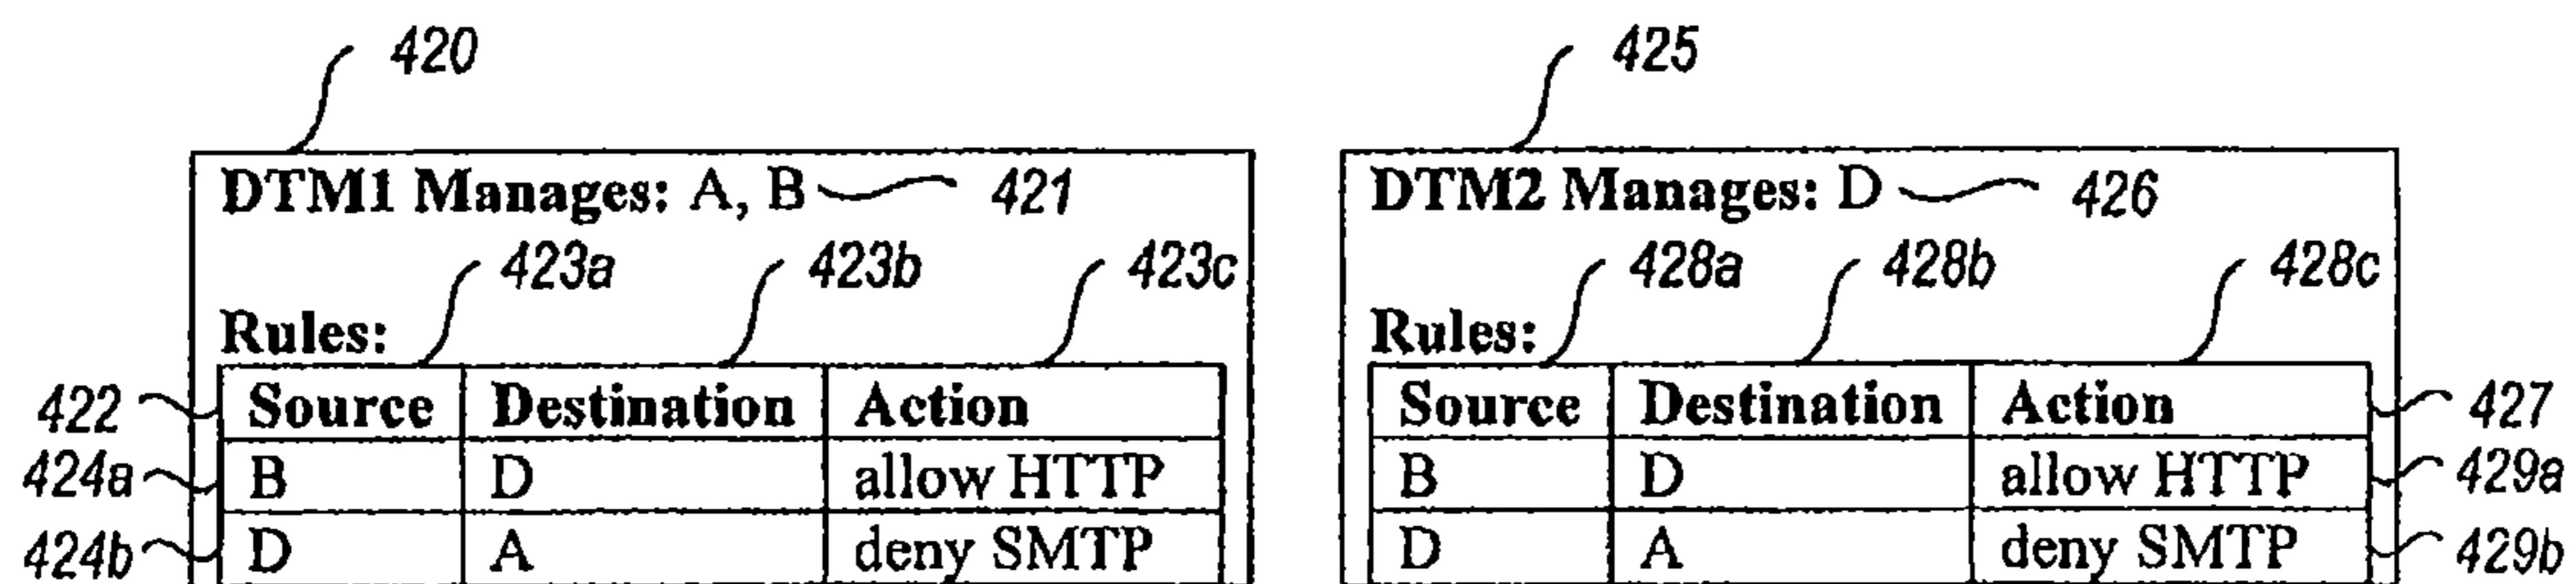 420
DTM1 Manages: A, B 421
423a 423b 423c
Rules:
422 Source Destination Action
424a B D allow HTTP
424b D A deny SMTP
425
DTM2 Manages: D 426
428a 428b 428c
Rules:
Source Destination Action 427
B D allow HTTP 429a
D A deny SMTP 429b